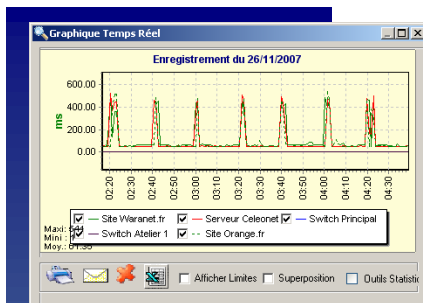 Graphique Temps Réel
Enregistrement du 26/11/2007
600.00
400.00
200.00
0.00
ms
02:20 02:30 02:40 02:50 03:00 03:10 03:20 03:30 03:40 03:50 04:00 04:10 04:20 04:30
Site Waranet.fr Serveur Celeonet Switch Principal
Switch Atelier 1 Site Orange.fr
Maxi:
Mini :
Moy.:
Afficher Limites Superposition Outils Statistic